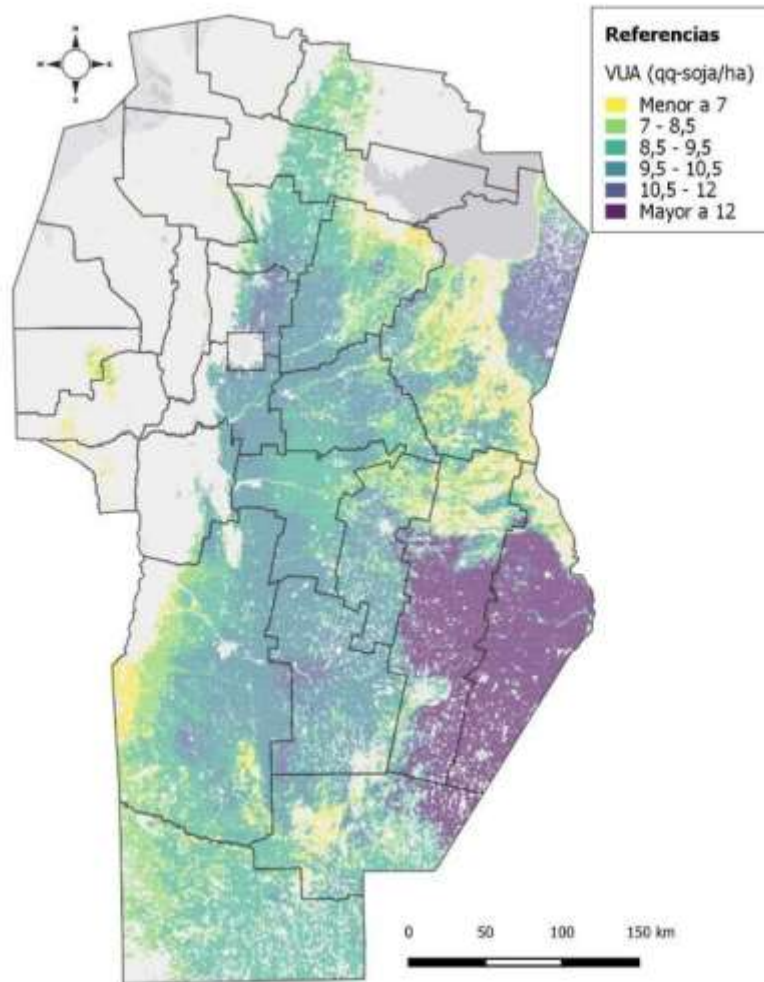 Referencias
VUA (qq-soja/ha)
Menor a 7
7 - 8,5
8,5 - 9,5
9,5 - 10,5
10,5 - 12
Mayor a 12
0 50 100 150 km